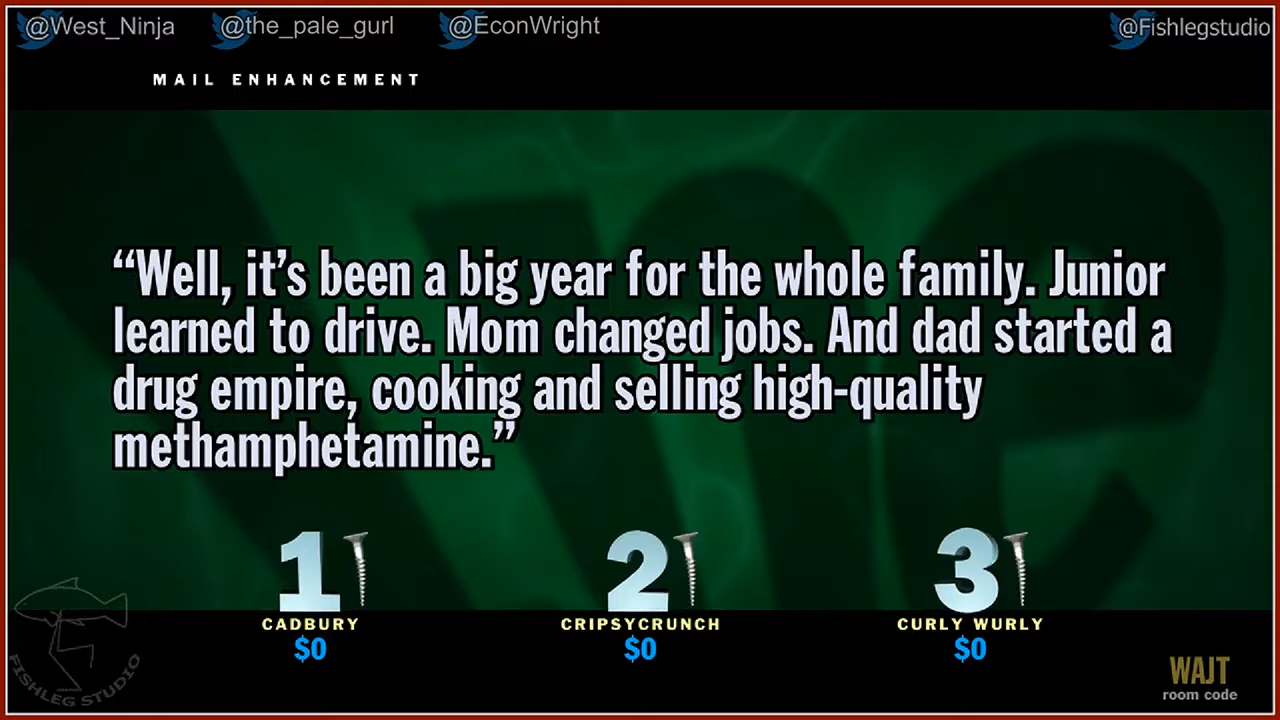 @West_Ninja @the_pale_gurl @EconWright @Fishlegstudio
MAIL ENHANCEMENT
“Well, it’s been a big year for the whole family. Junior
learned to drive. Mom changed jobs. And dad started a
drug empire, cooking and selling high-quality
methamphetamine.”
1 2 3
CADBURY CRIPSYCRUNCH CURLY WURLY
$0 $0 $0
WAJT
room code
FISHLEG STUDIO